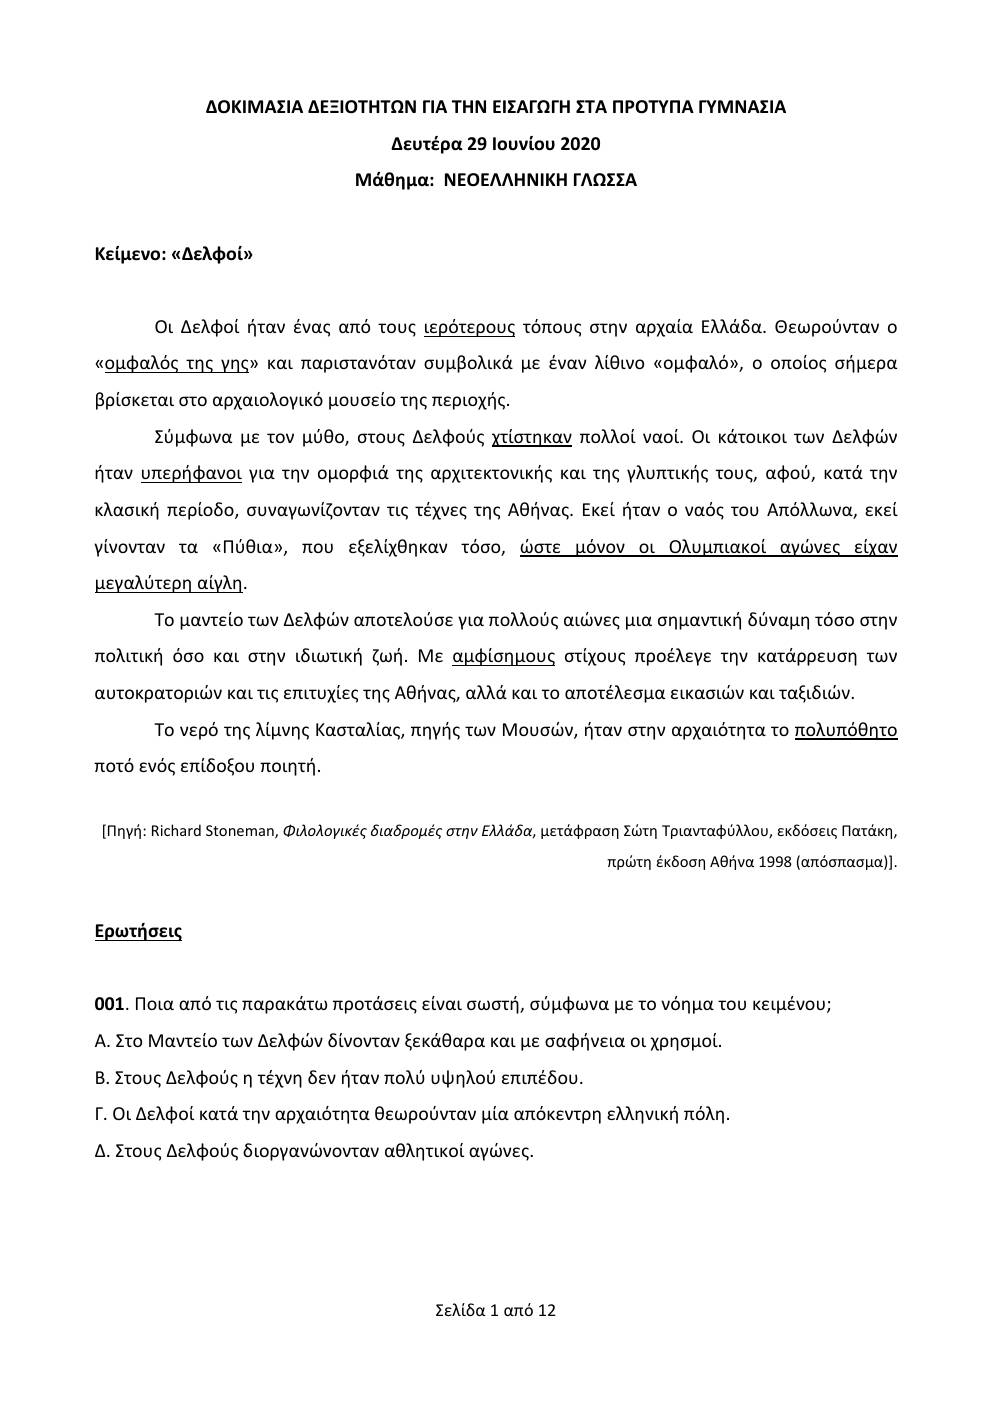 ΔΟΚΙΜΑΣΙΑ ΔΕΞΙΟΤΗΤΩΝ ΓΙΑ ΤΗΝ ΕΙΣΑΓΩΓΗ ΣΤΑ ΠΡΟΤΥΠΑ ΓΥΜΝΑΣΙΑ
Δευτέρα 29 Ιουνίου 2020
Μάθημα:  ΝΕΟΕΛΛΗΝΙΚΗ ΓΛΩΣΣΑ
Κείμενο: «Δελφοί»
Οι Δελφοί ήταν ένας από τους ιερότερους τόπους στην αρχαία Ελλάδα. Θεωρούνταν ο
«ομφαλός της γης» και παριστανόταν συμβολικά με έναν λίθινο «ομφαλό», ο οποίος σήμερα
βρίσκεται στο αρχαιολογικό μουσείο της περιοχής.
Σύμφωνα με τον μύθο, στους Δελφούς χτίστηκαν πολλοί ναοί. Οι κάτοικοι των Δελφών
ήταν υπερήφανοι για την ομορφιά της αρχιτεκτονικής και της γλυπτικής τους, αφού, κατά την
κλασική περίοδο, συναγωνίζονταν τις τέχνες της Αθήνας. Εκεί ήταν ο ναός του Απόλλωνα, εκεί
γίνονταν τα «Πύθια», που εξελίχθηκαν τόσο, ώστε μόνον οι Ολυμπιακοί αγώνες είχαν
μεγαλύτερη αίγλη.
Το μαντείο των Δελφών αποτελούσε για πολλούς αιώνες μια σημαντική δύναμη τόσο στην
πολιτική όσο και στην ιδιωτική ζωή. Με αμφίσημους στίχους προέλεγε την κατάρρευση των
αυτοκρατοριών και τις επιτυχίες της Αθήνας, αλλά και το αποτέλεσμα εικασιών και ταξιδιών.
Το νερό της λίμνης Κασταλίας, πηγής των Μουσών, ήταν στην αρχαιότητα το πολυπόθητο
ποτό ενός επίδοξου ποιητή.
[Πηγή: Richard Stoneman, Φιλολογικές διαδρομές στην Ελλάδα, μετάφραση Σώτη Τριανταφύλλου, εκδόσεις Πατάκη,
πρώτη έκδοση Αθήνα 1998 (απόσπασμα)].
Ερωτήσεις
001. Ποια από τις παρακάτω προτάσεις είναι σωστή, σύμφωνα με το νόημα του κειμένου;
Α. Στο Μαντείο των Δελφών δίνονταν ξεκάθαρα και με σαφήνεια οι χρησμοί.
Β. Στους Δελφούς η τέχνη δεν ήταν πολύ υψηλού επιπέδου.
Γ. Οι Δελφοί κατά την αρχαιότητα θεωρούνταν μία απόκεντρη ελληνική πόλη.
Δ. Στους Δελφούς διοργανώνονταν αθλητικοί αγώνες.
Σελίδα 1 από 12